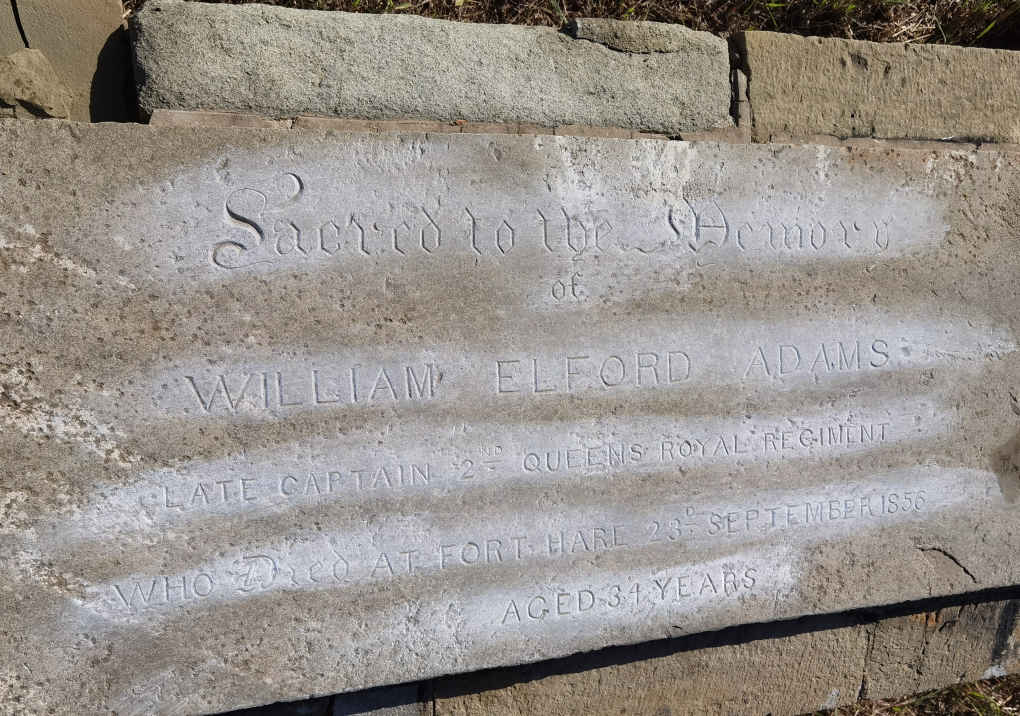 Sacred to the Memory
of
WILLIAM ELFORD ADAMS
LATE CAPTAIN 2ND QUEENS ROYAL REGIMENT
WHO Died AT FORT HARE 23D SEPTEMBER 1856
AGED 34 YEARS